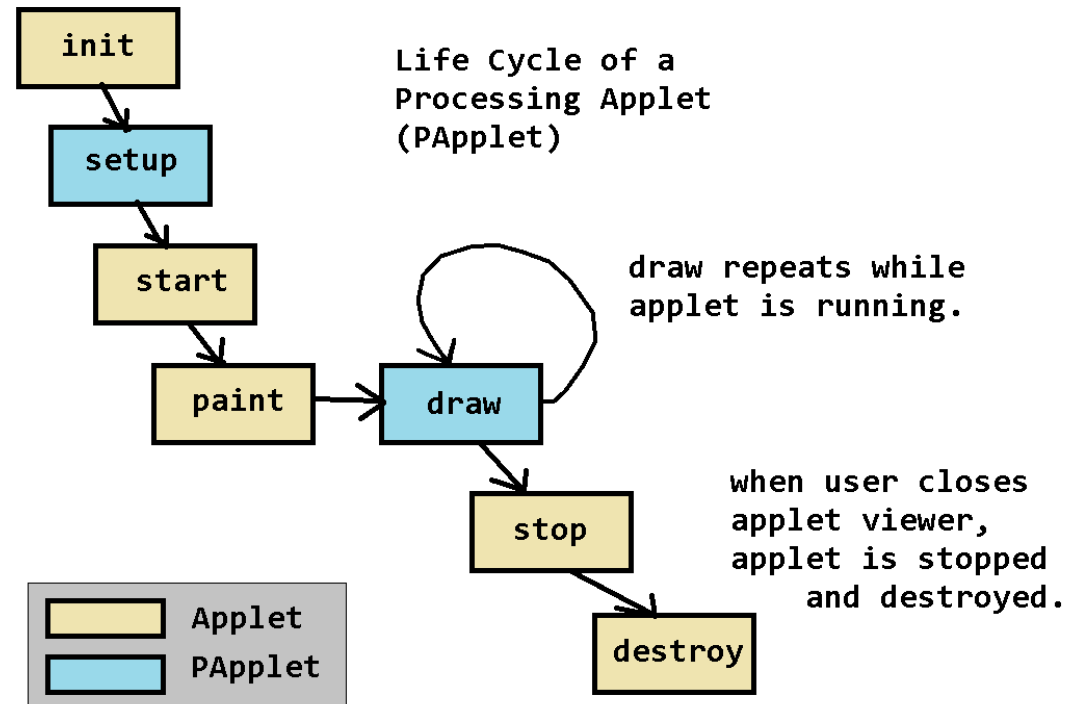 init
Life Cycle of a
Processing Applet
(PApplet)
setup
start
draw repeats while
applet is running.
paint
draw
stop
when user closes
applet viewer,
applet is stopped
and destroyed.
destroy
Applet
PApplet